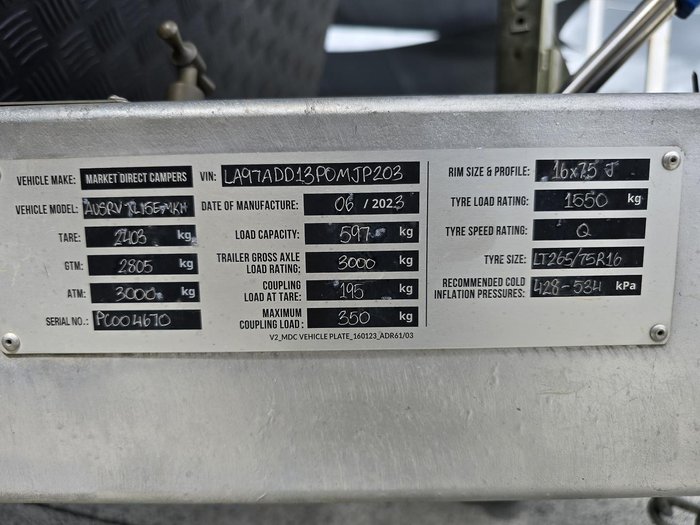 VEHICLE MAKE: MARKET DIRECT CAMPERS
VEHICLE MODEL: AUSRV
TARE: 2403 kg
GTM: 2805 kg
ATM: 3000 kg
SERIAL NO.: PC004670
VIN: LA97ADD13P0MJP203
DATE OF MANUFACTURE: 06 / 2023
LOAD CAPACITY: 597 kg
TRAILER GROSS AXLE
LOAD RATING: 3000 kg
COUPLING
LOAD AT TARE: 195 kg
MAXIMUM
COUPLING LOAD: 350 kg
V2_MDC VEHICLE PLATE_160123_ADR61/03
RIM SIZE & PROFILE: 16x7.5 J
TYRE LOAD RATING: 1550 kg
TYRE SPEED RATING: Q
TYRE SIZE: LT265/75R16
RECOMMENDED COLD
INFLATION PRESSURES: 428-534 kPa